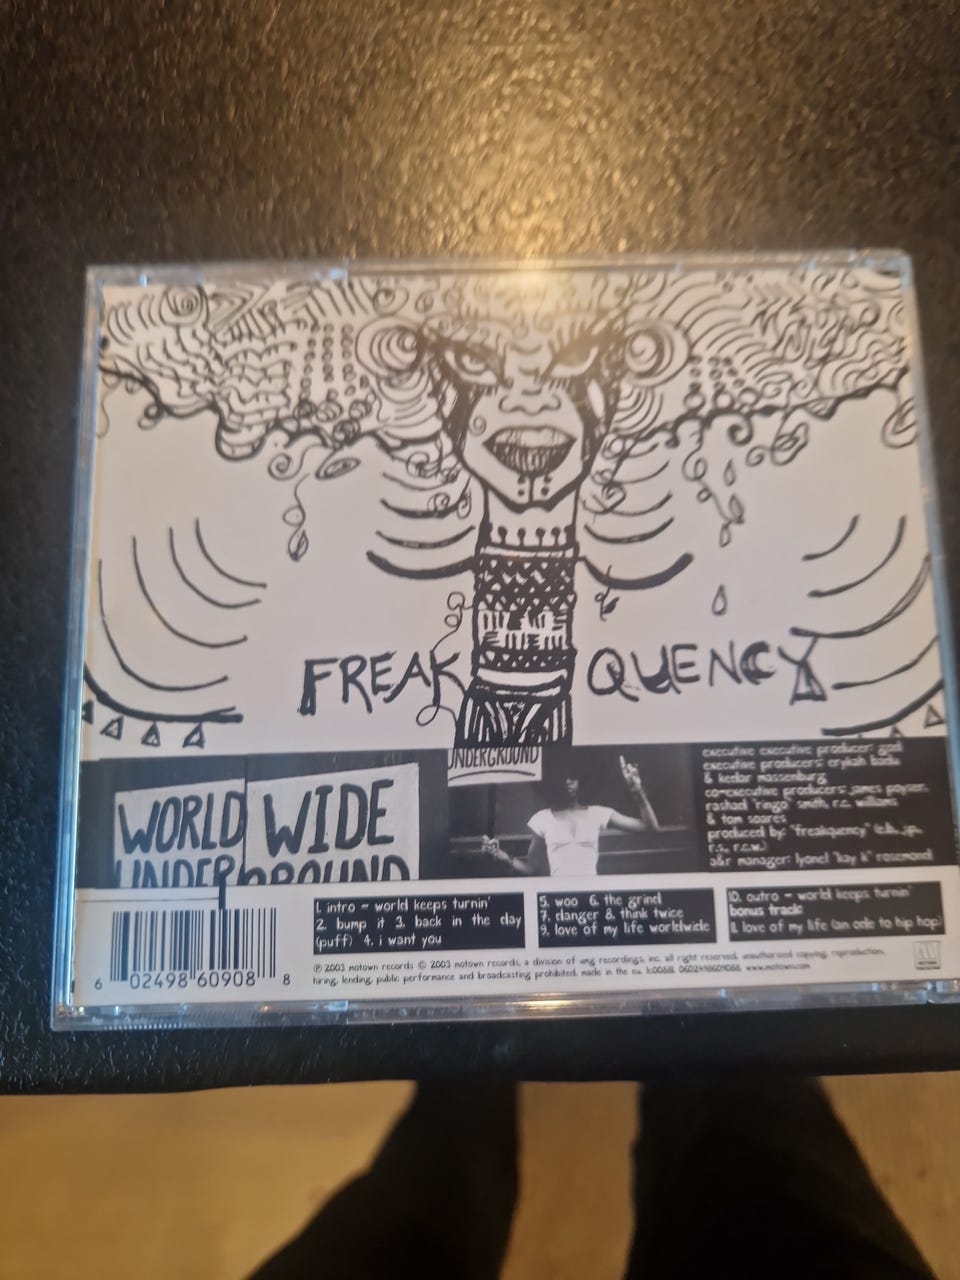 FREAK QUENCY
UNDERGROUND
WORLD WIDE
UNDERGROUND
executive executive producer: god
executive producers: erykah badu
& kedar massenburg
co-executive producers: james poyser,
rashad "ringo" smith, r.c. williams
& tom soares
produced by: "freakquency" (e.b., j.p.,
r.s., r.c.w.)
a&r manager: lyonel "kay k" rosemond
1. intro - world keeps turnin'
2. bump it 3. back in the day
(puff) 4. i want you
5. woo 6. the grind
7. danger 8. think twice
9. love of my life worldwide
10. outro - world keeps turnin'
bonus track:
11. love of my life (an ode to hip hop)
6 02498 60908 8
℗ 2003 motown records © 2003 motown records, a division of umg recordings, inc. all right reserved. unauthorized copying, reproduction,
hiring, lending, public performance and broadcasting prohibited. made in the eu. www.motown.com